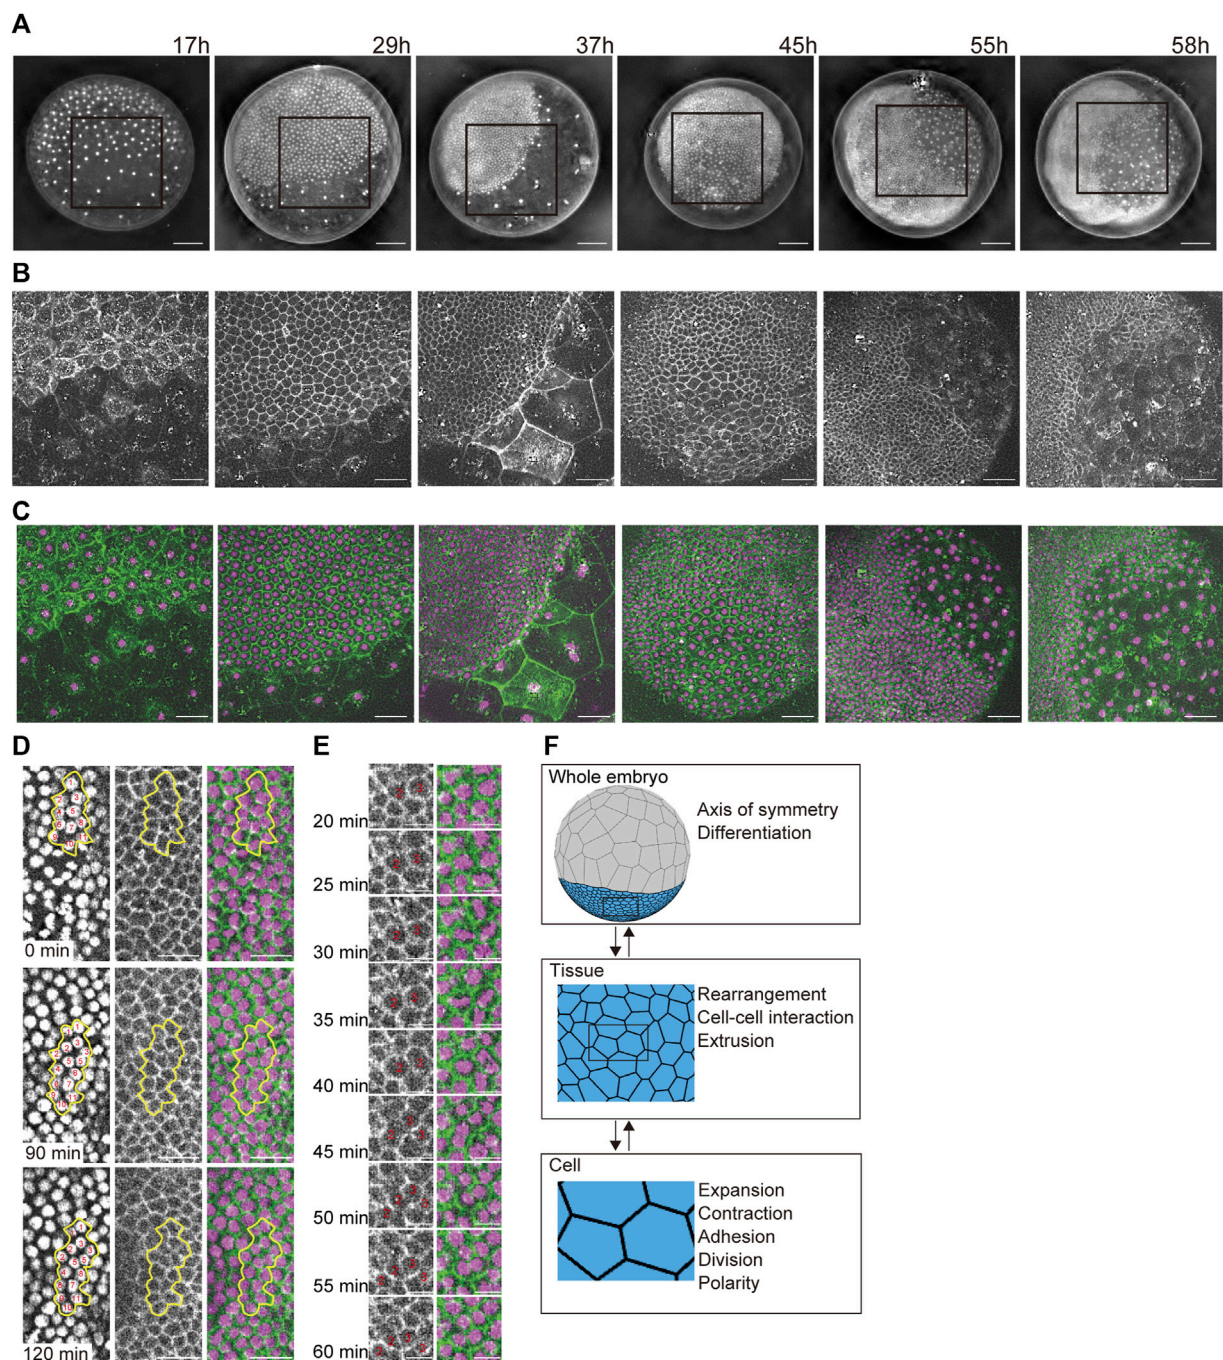 A
17h 29h 37h 45h 55h 58h
B
C
D E F
0 min
90 min
120 min
20 min
25 min
30 min
35 min
40 min
45 min
50 min
55 min
60 min
Whole embryo
Axis of symmetry
Differentiation
Tissue
Rearrangement
Cell-cell interaction
Extrusion
Cell
Expansion
Contraction
Adhesion
Division
Polarity